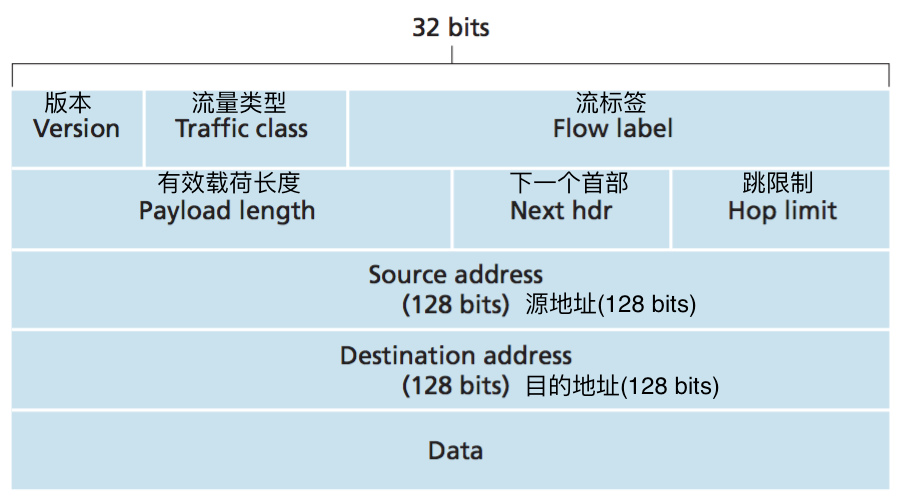 32 bits
版本
Version
流量类型
Traffic class
流标签
Flow label
有效载荷长度
Payload length
下一个首部
Next hdr
跳限制
Hop limit
Source address
(128 bits) 源地址(128 bits)
Destination address
(128 bits) 目的地址(128 bits)
Data